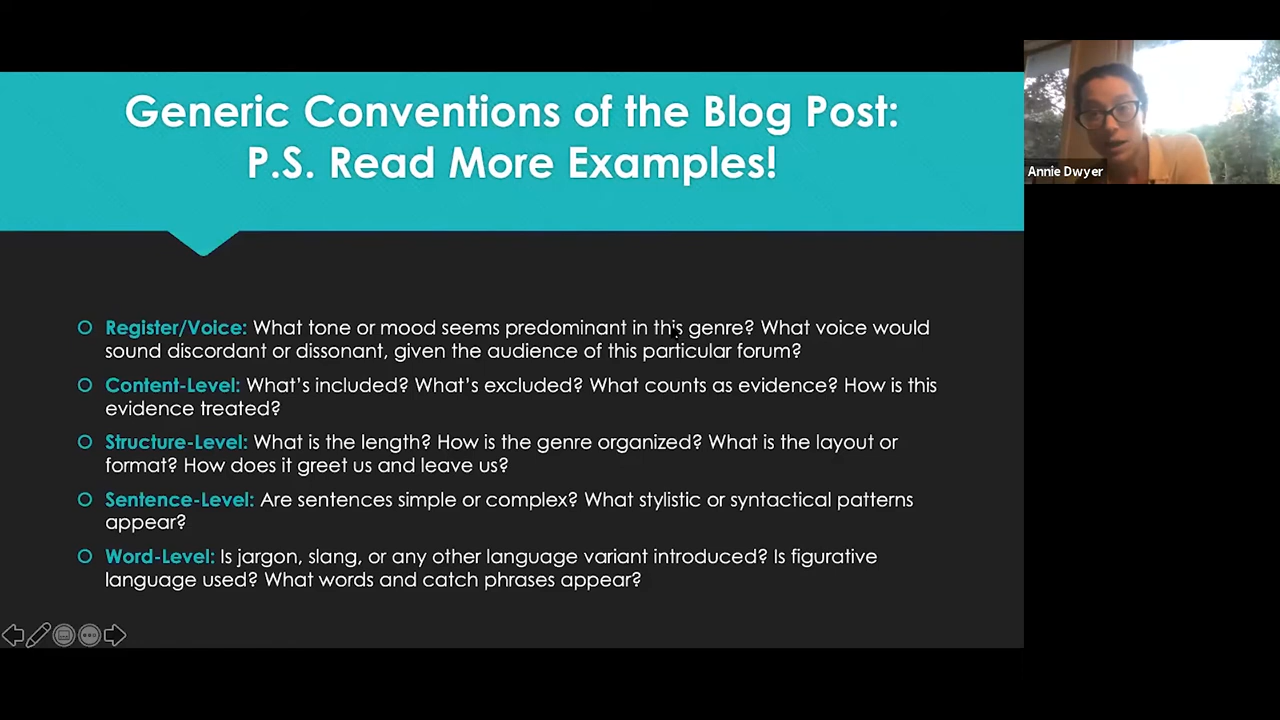 Generic Conventions of the Blog Post:
P.S. Read More Examples!
Annie Dwyer
Register/Voice: What tone or mood seems predominant in this genre? What voice would
sound discordant or dissonant, given the audience of this particular forum?
Content-Level: What's included? What's excluded? What counts as evidence? How is this
evidence treated?
Structure-Level: What is the length? How is the genre organized? What is the layout or
format? How does it greet us and leave us?
Sentence-Level: Are sentences simple or complex? What stylistic or syntactical patterns
appear?
Word-Level: Is jargon, slang, or any other language variant introduced? Is figurative
language used? What words and catch phrases appear?